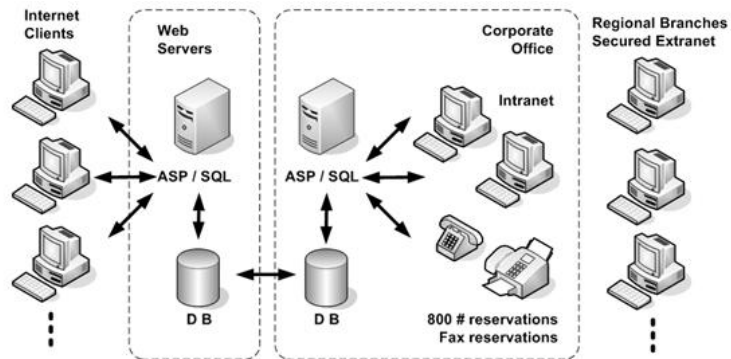 Internet
Clients
Web
Servers
Corporate
Office
Regional Branches
Secured Extranet
Intranet
ASP / SQL
ASP / SQL
D B
D B
800 # reservations
Fax reservations